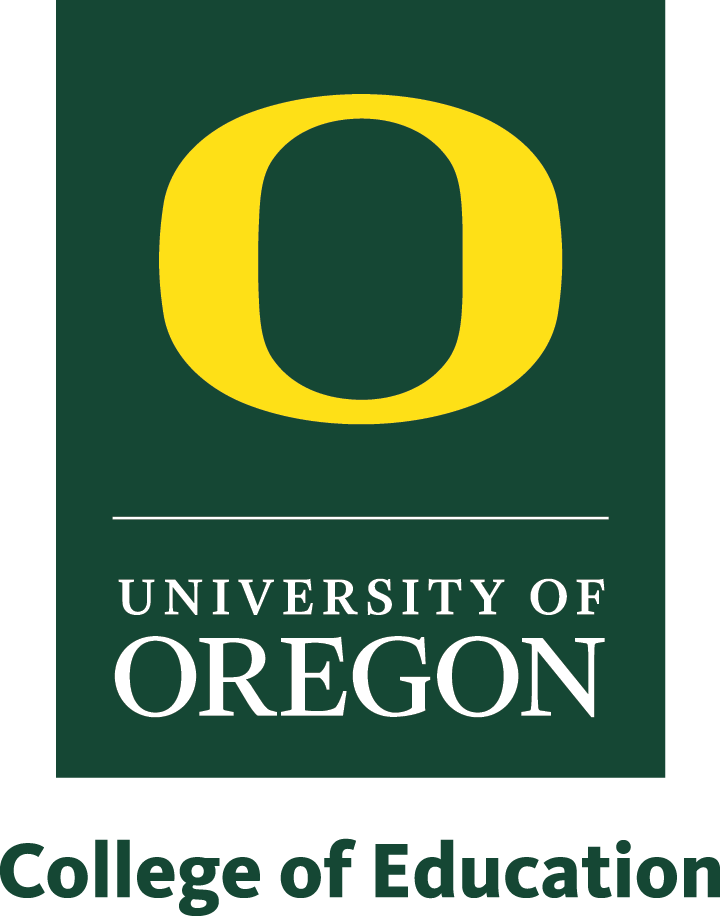 O
UNIVERSITY OF
OREGON
College of Education